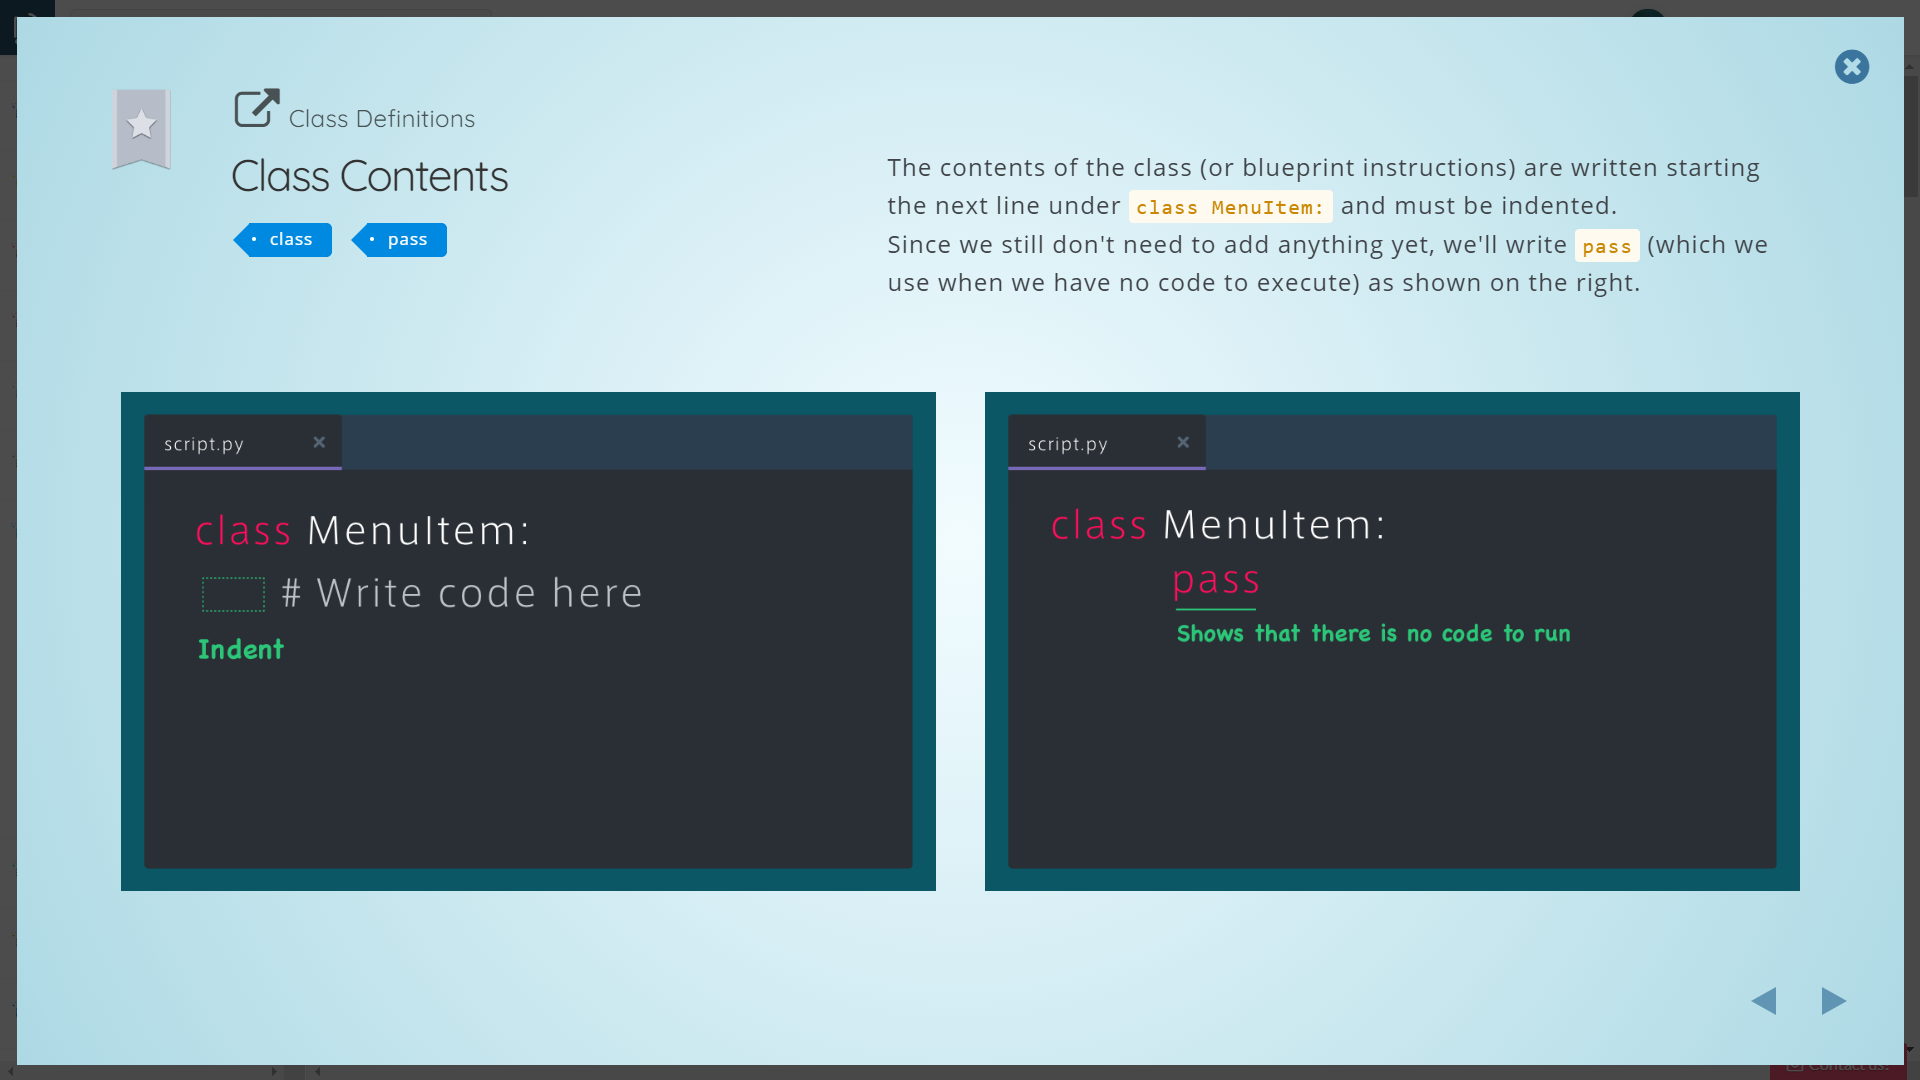 Class Definitions
Class Contents
class
pass
The contents of the class (or blueprint instructions) are written starting
the next line under class MenuItem: and must be indented.
Since we still don't need to add anything yet, we'll write pass (which we
use when we have no code to execute) as shown on the right.
script.py
class MenuItem:
# Write code here
Indent
script.py
class MenuItem:
pass
Shows that there is no code to run
Contact us!